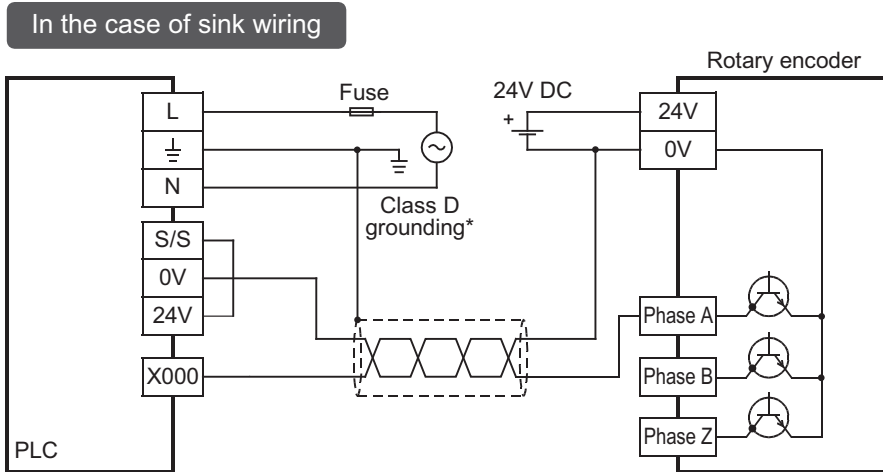 In the case of sink wiring
Rotary encoder
Fuse
24V DC
L
+
24V
0V
N
Class D
grounding*
S/S
0V
24V
Phase A
X000
Phase B
Phase Z
PLC